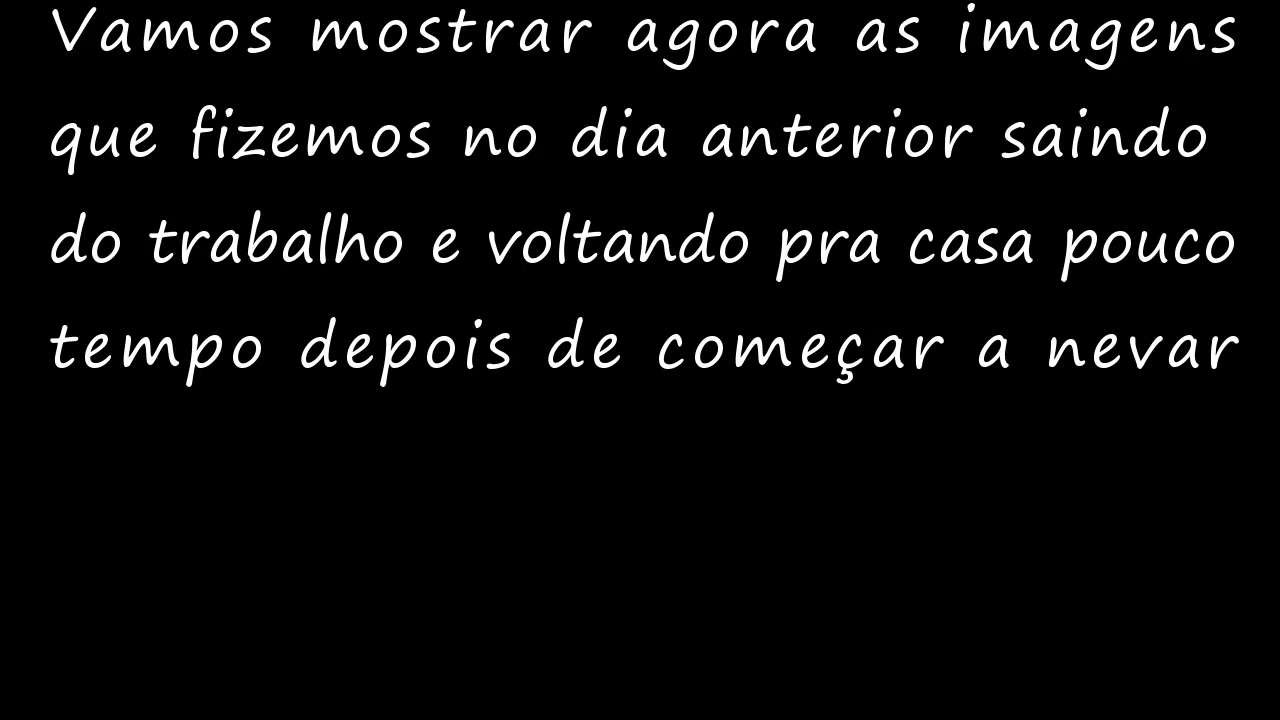 Vamos mostrar agora as imagens
que fizemos no dia anterior saindo
do trabalho e voltando pra casa pouco
tempo depois de começar a nevar